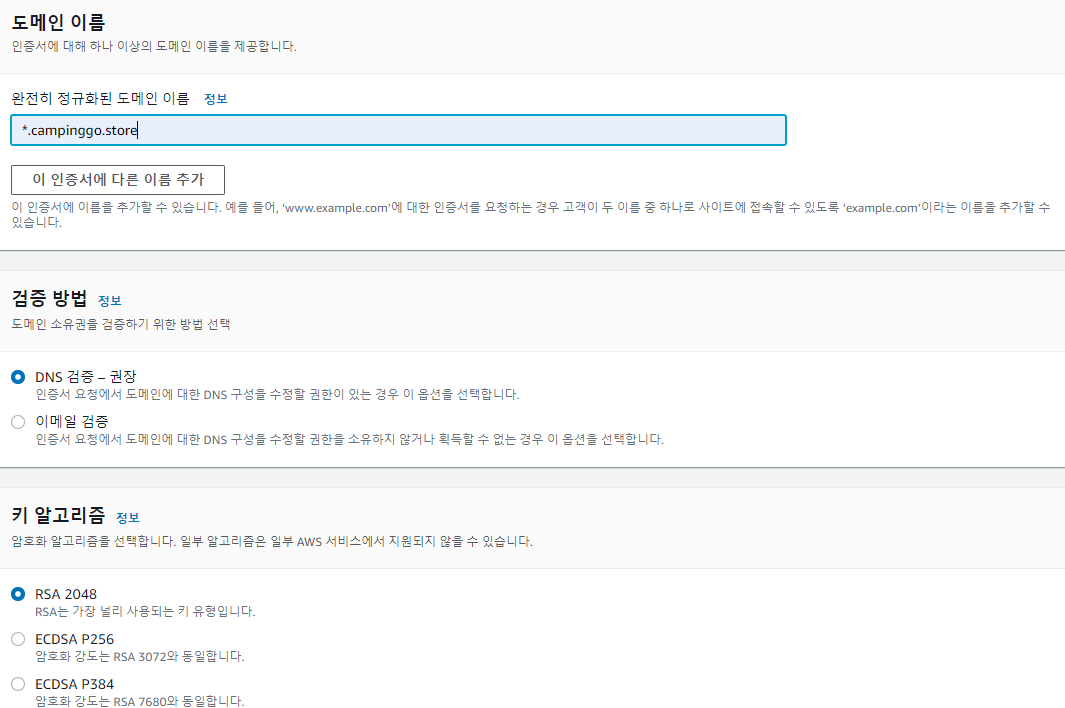 도메인 이름
인증서에 대해 하나 이상의 도메인 이름을 제공합니다.
완전히 정규화된 도메인 이름 정보
*.campinggo.store
이 인증서에 다른 이름 추가
이 인증서에 이름을 추가할 수 있습니다. 예를 들어, 'www.example.com'에 대한 인증서를 요청하는 경우 고객이 두 이름 중 하나로 사이트에 접속할 수 있도록 'example.com'이라는 이름을 추가할 수
있습니다.
검증 방법 정보
도메인 소유권을 검증하기 위한 방법 선택
DNS 검증 – 권장
인증서 요청에서 도메인에 대한 DNS 구성을 수정할 권한이 있는 경우 이 옵션을 선택합니다.
이메일 검증
인증서 요청에서 도메인에 대한 DNS 구성을 수정할 권한을 소유하지 않거나 획득할 수 없는 경우 이 옵션을 선택합니다.
키 알고리즘 정보
암호화 알고리즘을 선택합니다. 일부 알고리즘은 일부 AWS 서비스에서 지원되지 않을 수 있습니다.
RSA 2048
RSA는 가장 널리 사용되는 키 유형입니다.
ECDSA P256
암호화 강도는 RSA 3072와 동일합니다.
ECDSA P384
암호화 강도는 RSA 7680와 동일합니다.